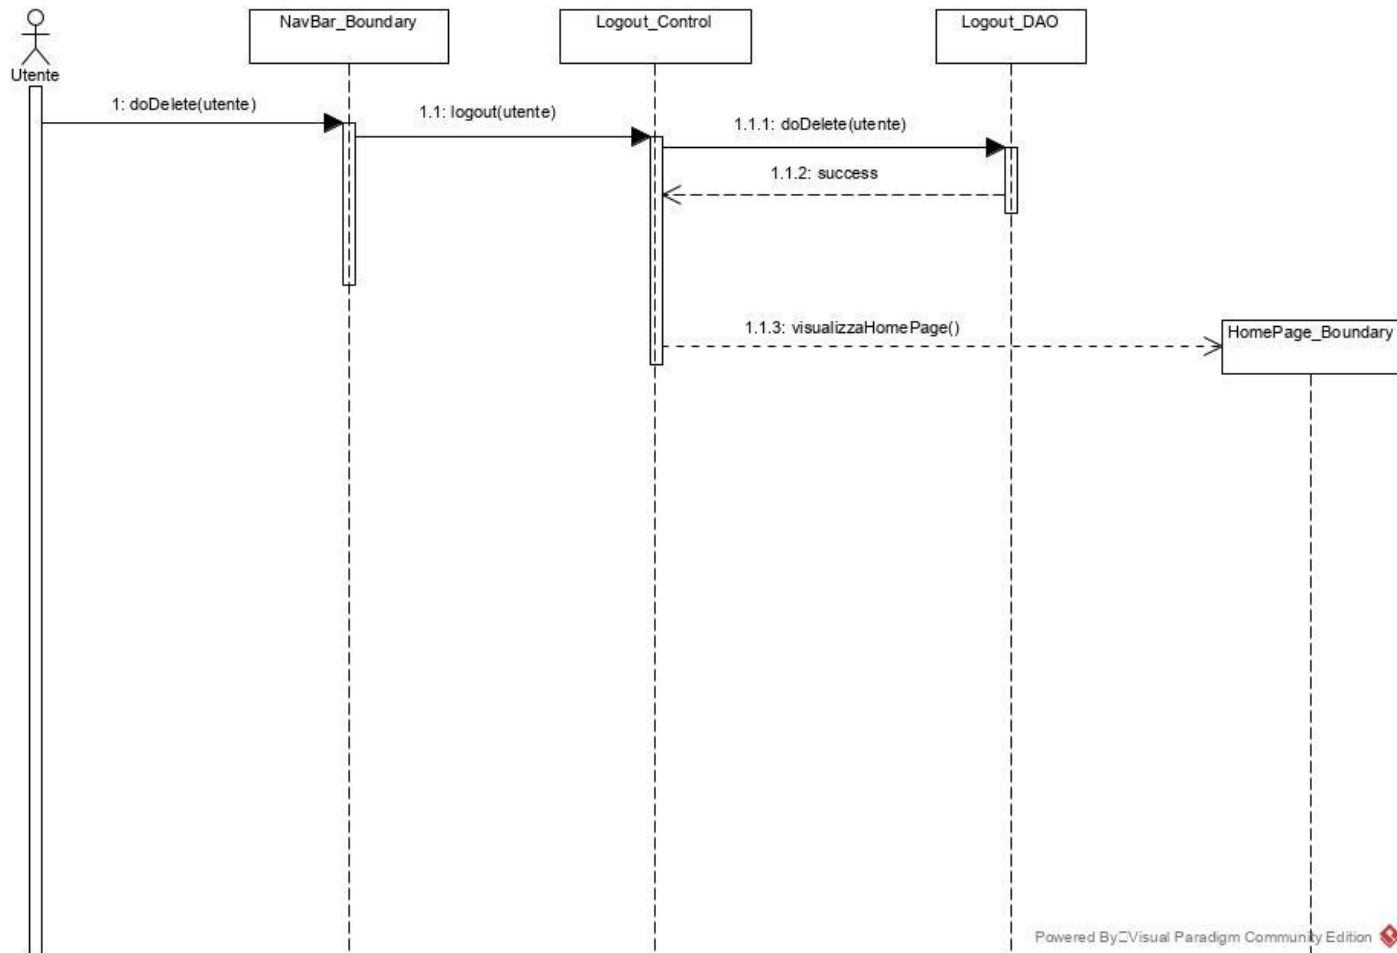 NavBar_Boundary
Logout_Control
Logout_DAO
Utente
1: doDelete(utente)
1.1: logout(utente)
1.1.1: doDelete(utente)
1.1.2: success
1.1.3: visualizzaHomePage()
HomePage_Boundary
Powered By Visual Paradigm Community Edition